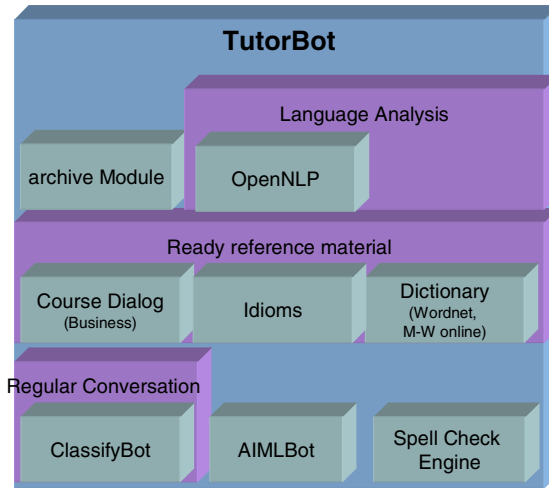 TutorBot
Language Analysis
archive Module
OpenNLP
Ready reference material
Course Dialog
(Business)
Idioms
Dictionary
(Wordnet,
M-W online)
Regular Conversation
ClassifyBot
AIMLBot
Spell Check
Engine